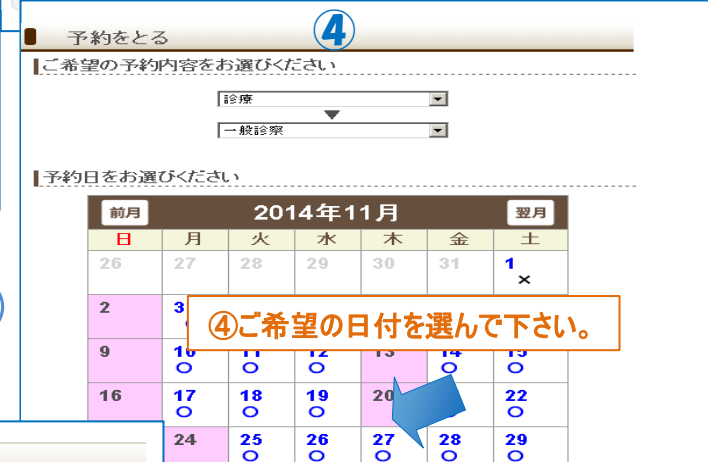 ④
予約をとる
ご希望の予約内容をお選びください
診療
一般診察
予約日をお選びください
前月 2014年11月 翌月
日 月 火 水 木 金 土
26 27 28 29 30 31 1
×
2 3
④ご希望の日付を選んで下さい。
9 10 11 12 13 14 15
○ ○ ○ ○ ○
16 17 18 19 20 22
○ ○ ○ ○
24 25 26 27 28 29
○ ○ ○ ○ ○